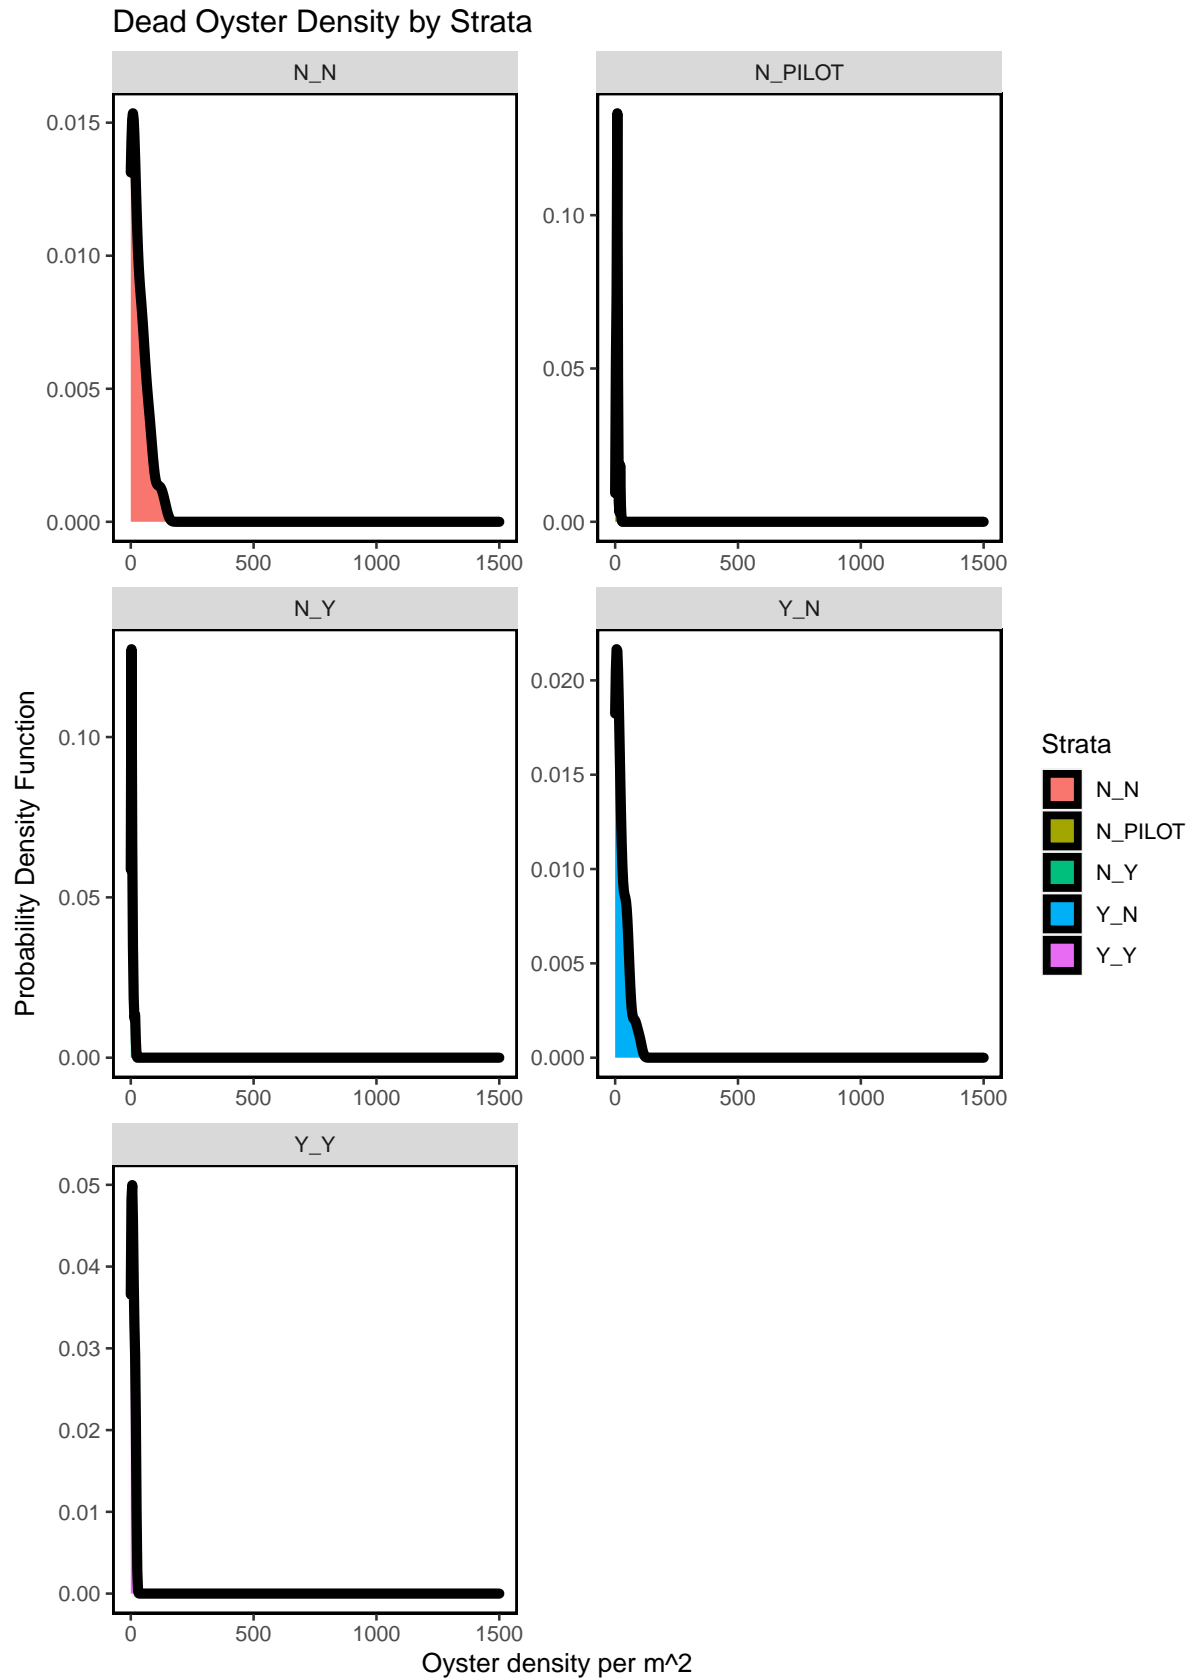 Dead Oyster Density by Strata
N_N
N_PILOT
0.015
0.010
0.005
0.000
0.10
0.05
0.00
0 500 1000 1500
0 500 1000 1500
N_Y
Y_N
0.10
0.05
0.00
0.020
0.015
0.010
0.005
0.000
0 500 1000 1500
0 500 1000 1500
Y_Y
0.05
0.04
0.03
0.02
0.01
0.00
0 500 1000 1500
Probability Density Function
Oyster density per m^2
Strata
N_N
N_PILOT
N_Y
Y_N
Y_Y